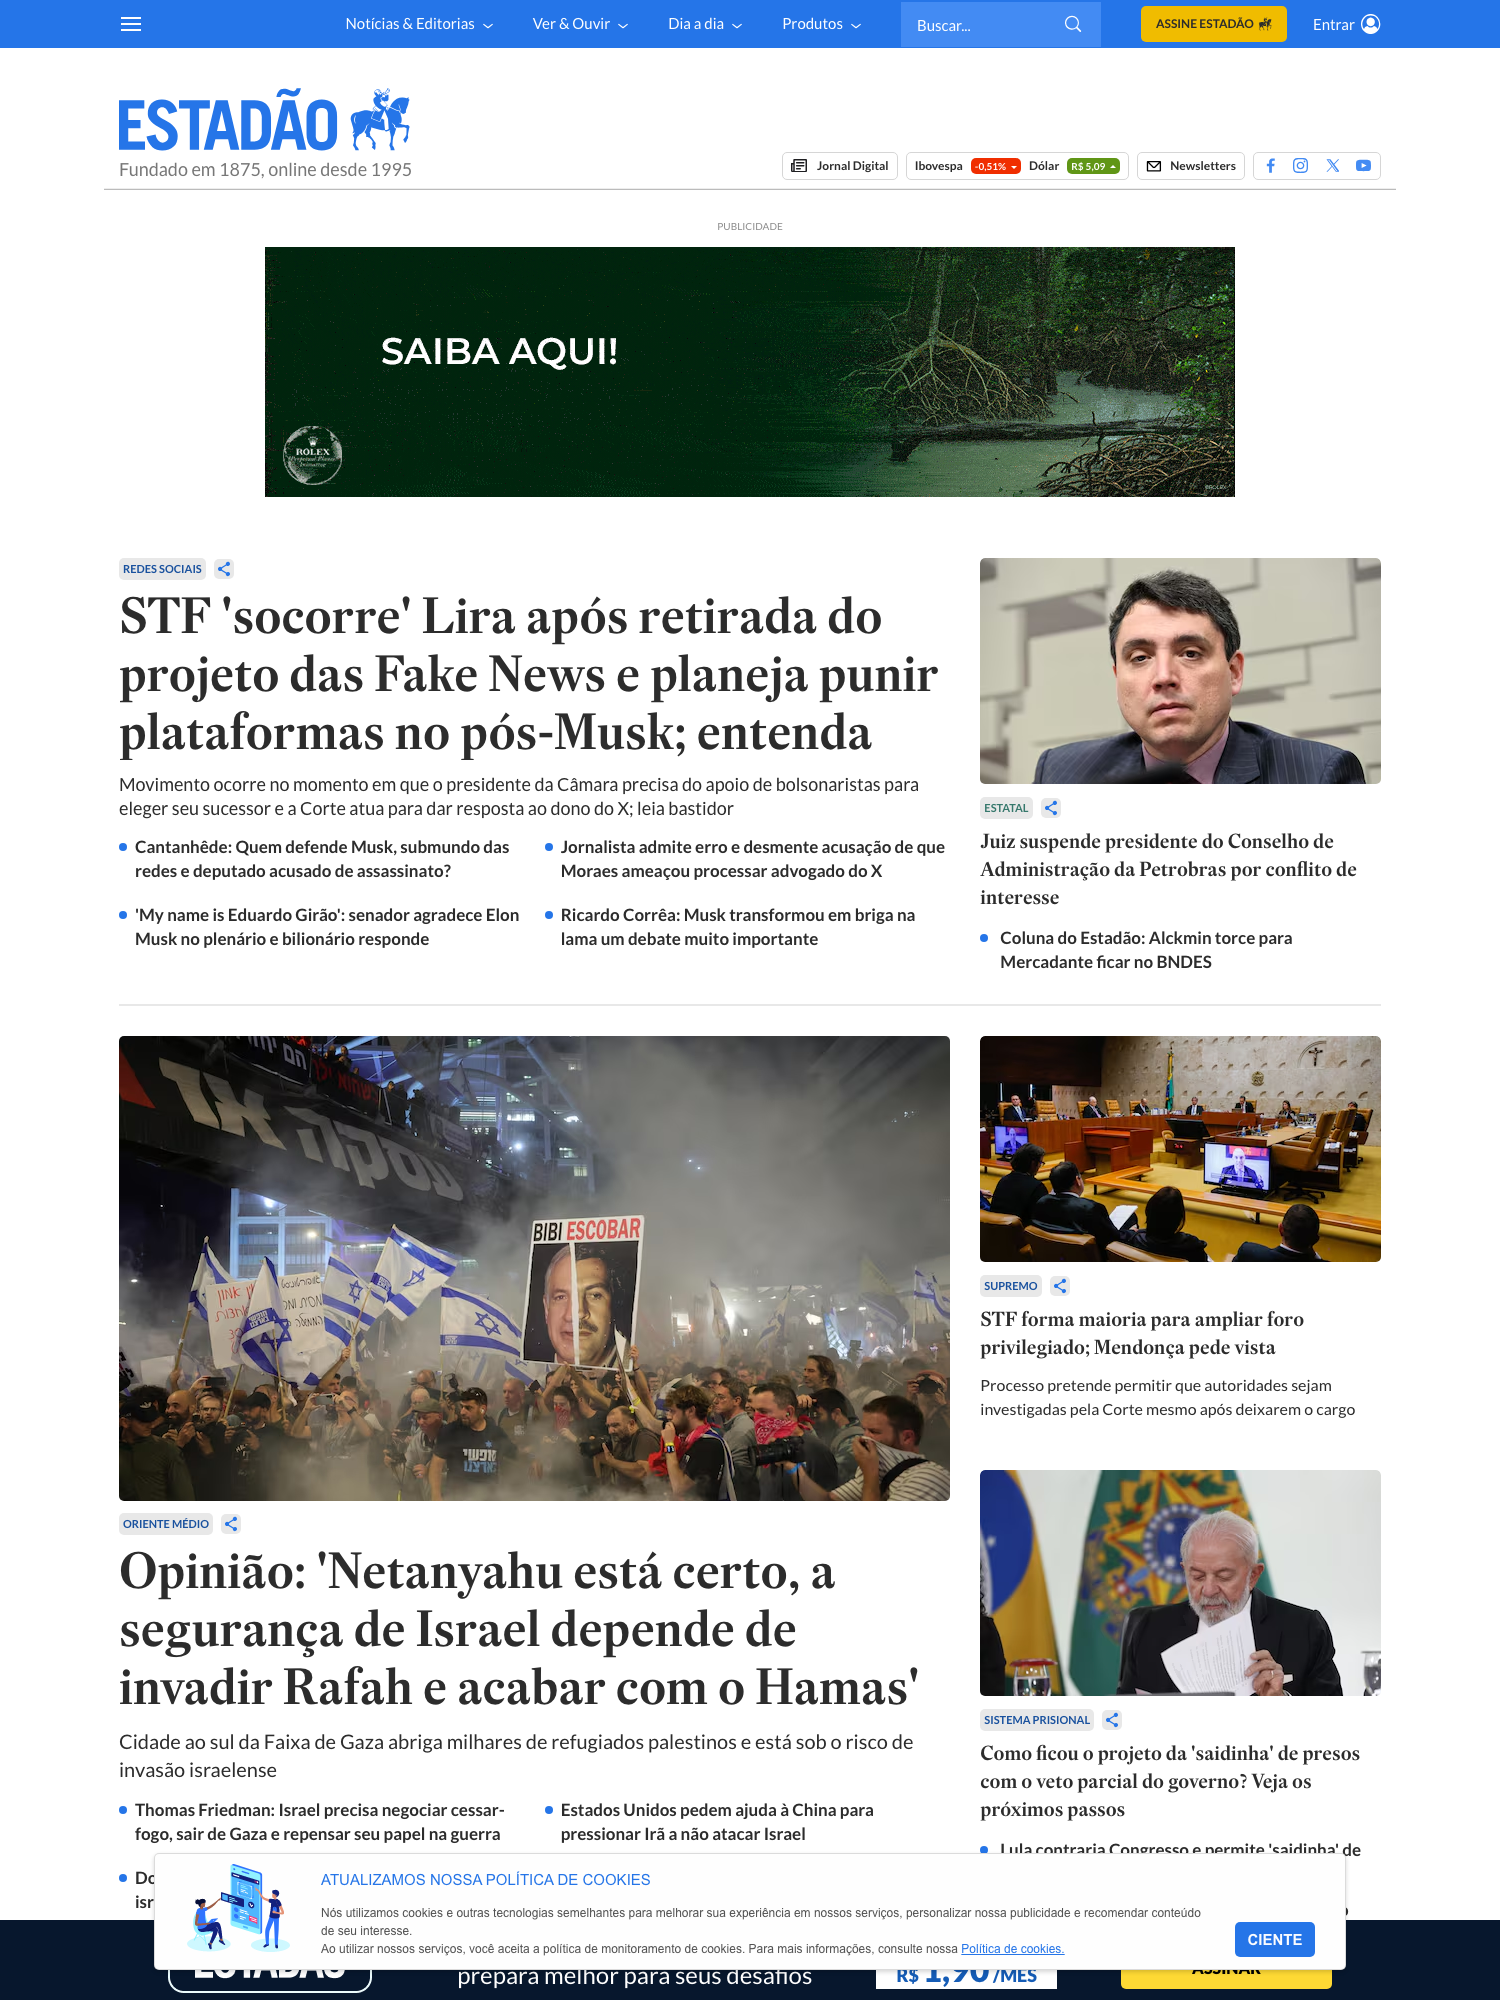 Notícias & Editorias
Ver & Ouvir
Dia a dia
Produtos
Buscar...
ASSINE ESTADÃO
Entrar
ESTADÃO
Fundado em 1875, online desde 1995
Jornal Digital
Ibovespa -0,51% Dólar R$ 5,09
Newsletters
PUBLICIDADE
SAIBA AQUI!
ROLEX
Perpetual Planet
Initiative
©ROLEX
REDES SOCIAIS
STF 'socorre' Lira após retirada do
projeto das Fake News e planeja punir
plataformas no pós-Musk; entenda
Movimento ocorre no momento em que o presidente da Câmara precisa do apoio de bolsonaristas para
eleger seu sucessor e a Corte atua para dar resposta ao dono do X; leia bastidor
Cantanhêde: Quem defende Musk, submundo das
redes e deputado acusado de assassinato?
'My name is Eduardo Girão': senador agradece Elon
Musk no plenário e bilionário responde
Jornalista admite erro e desmente acusação de que
Moraes ameaçou processar advogado do X
Ricardo Corrêa: Musk transformou em briga na
lama um debate muito importante
ESTATAL
Juiz suspende presidente do Conselho de
Administração da Petrobras por conflito de
interesse
Coluna do Estadão: Alckmin torce para
Mercadante ficar no BNDES
עסקה או
BIBI ESCOBAR
חופשי
בארצנו
ORIENTE MÉDIO
Opinião: 'Netanyahu está certo, a
segurança de Israel depende de
invadir Rafah e acabar com o Hamas'
Cidade ao sul da Faixa de Gaza abriga milhares de refugiados palestinos e está sob o risco de
invasão israelense
Thomas Friedman: Israel precisa negociar cessar-
fogo, sair de Gaza e repensar seu papel na guerra
Estados Unidos pedem ajuda à China para
pressionar Irã a não atacar Israel
SUPREMO
STF forma maioria para ampliar foro
privilegiado; Mendonça pede vista
Processo pretende permitir que autoridades sejam
investigadas pela Corte mesmo após deixarem o cargo
SISTEMA PRISIONAL
Como ficou o projeto da 'saidinha' de presos
com o veto parcial do governo? Veja os
próximos passos
Lula contraria Congresso e permite 'saidinha' de
ATUALIZAMOS NOSSA POLÍTICA DE COOKIES
Nós utilizamos cookies e outras tecnologias semelhantes para melhorar sua experiência em nossos serviços, personalizar nossa publicidade e recomendar conteúdo
de seu interesse.
Ao utilizar nossos serviços, você aceita a política de monitoramento de cookies. Para mais informações, consulte nossa Política de cookies.
CIENTE
ESTADÃO
prepara melhor para seus desafios
R$ 1,90 /MÊS
ASSINAR